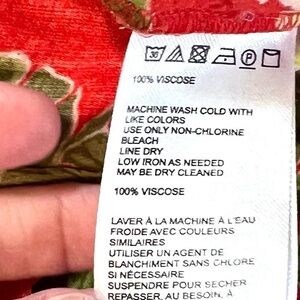 30
P
100% VISCOSE
MACHINE WASH COLD WITH
LIKE COLORS
USE ONLY NON-CHLORINE
BLEACH
LINE DRY
LOW IRON AS NEEDED
MAY BE DRY CLEANED
100% VISCOSE
LAVER À LA MACHINE À L'EAU
FROIDE AVEC COULEURS
SIMILAIRES
UTILISER UN AGENT DE
BLANCHIMENT SANS CHLORE
SI NÉCESSAIRE
SUSPENDRE POUR SÉCHER
REPASSER, AU BESOIN, À